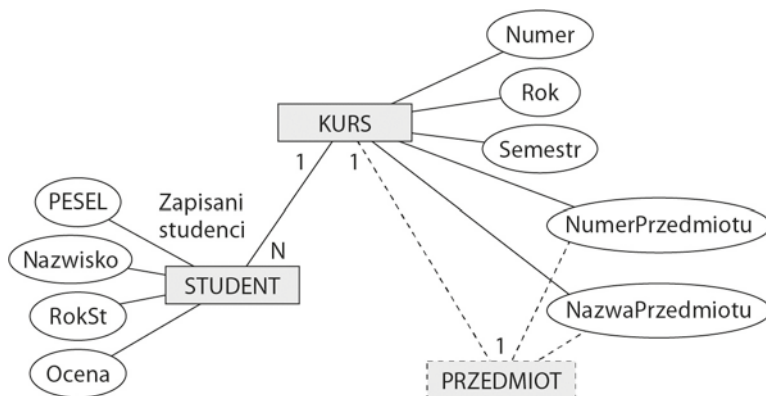 Numer
Rok
KURS
Semestr
1
1
PESEL
Zapisani
studenci
NumerPrzedmiotu
Nazwisko
N
STUDENT
RokSt
NazwaPrzedmiotu
1
Ocena
PRZEDMIOT